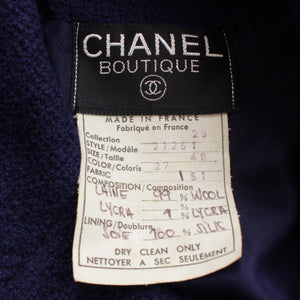 CHANEL
BOUTIQUE
MADE IN FRANCE
Fabriqué en France
Collection 29
STYLE/Modèle 21251
SIZE/Taille 40
COLOR/Coloris 27
FABRIC 1 51
COMPOSITION/Composition
LAINE 99 % WOOL
LYCRA 1 % LYCRA
LINING/Doublure
SOIE 100 % SILK
DRY CLEAN ONLY
NETTOYER A SEC SEULEMENT